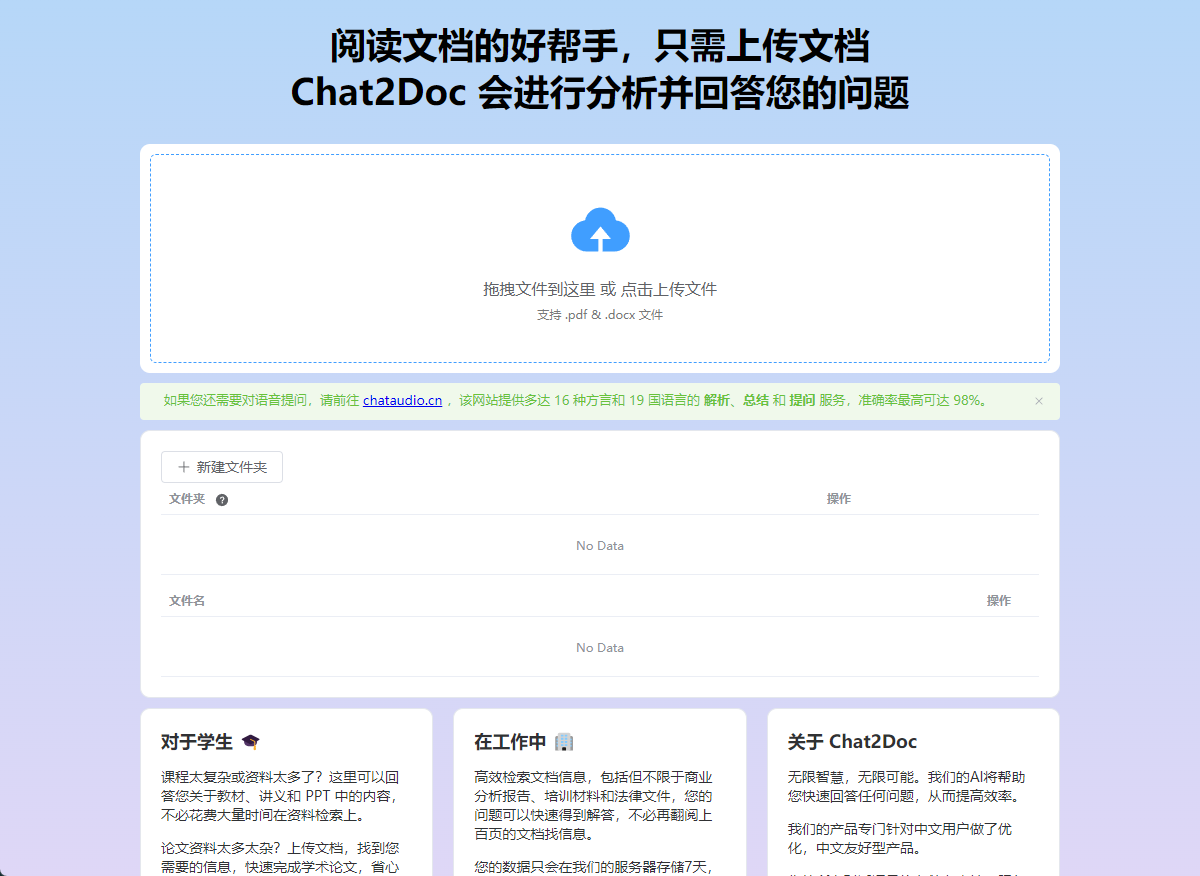 阅读文档的好帮手，只需上传文档
Chat2Doc 会进行分析并回答您的问题
拖拽文件到这里 或 点击上传文件
支持 .pdf & .docx 文件
如果您还需要对语音提问，请前往 chataudio.cn ，该网站提供多达 16 种方言和 19 国语言的 解析、总结 和 提问 服务，准确率最高可达 98%。
新建文件夹
文件夹 操作
No Data
文件名 操作
No Data
对于学生
课程太复杂或资料太多了？这里可以回
答您关于教材、讲义和 PPT 中的内容，
不必花费大量时间在资料检索上。
论文资料太多太杂？上传文档，找到您
需要的信息，快速完成学术论文，省心
在工作中
高效检索文档信息，包括但不限于商业
分析报告、培训材料和法律文件，您的
问题可以快速得到解答，不必再翻阅上
百页的文档找信息。
您的数据只会在我们的服务器存储7天，
关于 Chat2Doc
无限智慧，无限可能。我们的AI将帮助
您快速回答任何问题，从而提高效率。
我们的产品专门针对中文用户做了优
化，中文友好型产品。